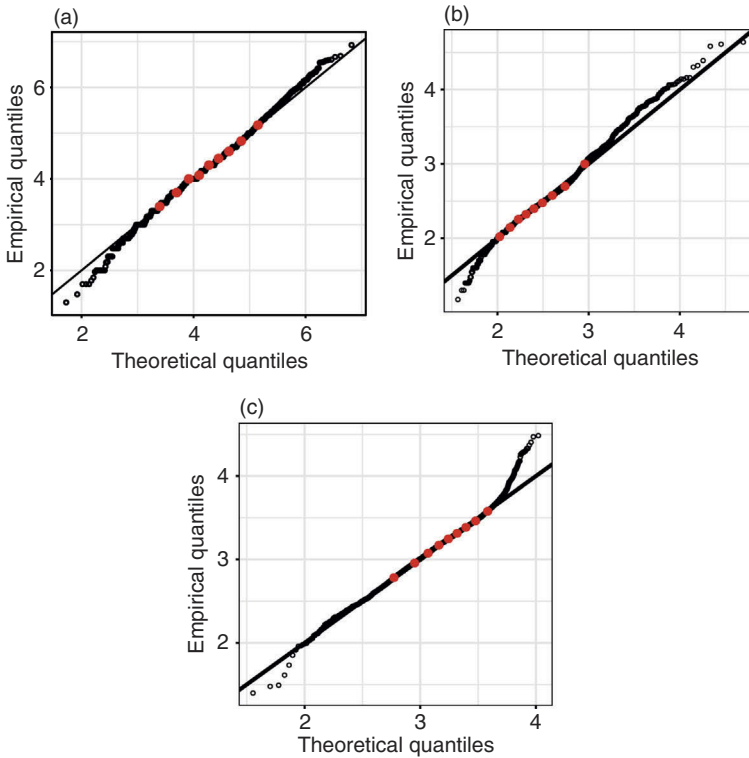 (a)
Empirical quantiles
6
4
2
2 4 6
Theoretical quantiles
(b)
Empirical quantiles
4
3
2
2 3 4
Theoretical quantiles
(c)
Empirical quantiles
4
3
2
2 3 4
Theoretical quantiles